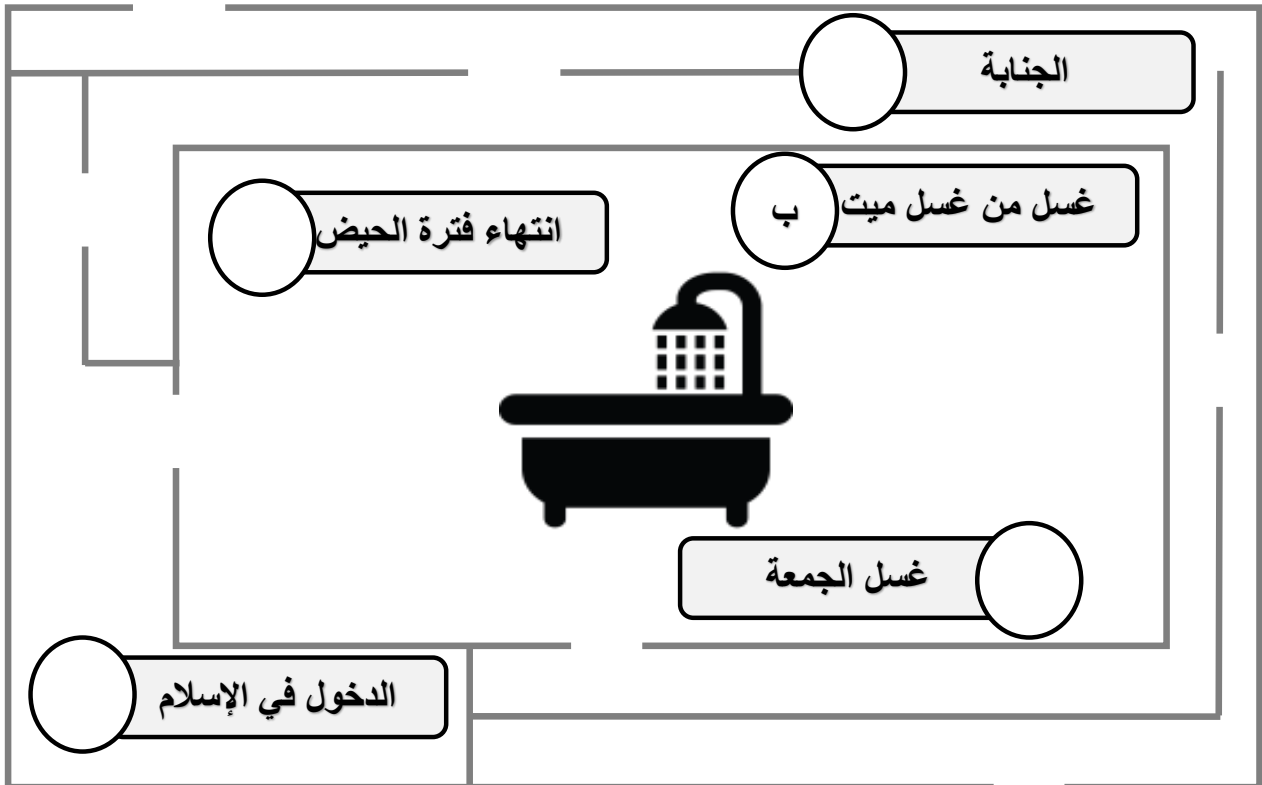 الجنابة
غسل من غسل ميت
ب
انتهاء فترة الحيض
غسل الجمعة
الدخول في الإسلام